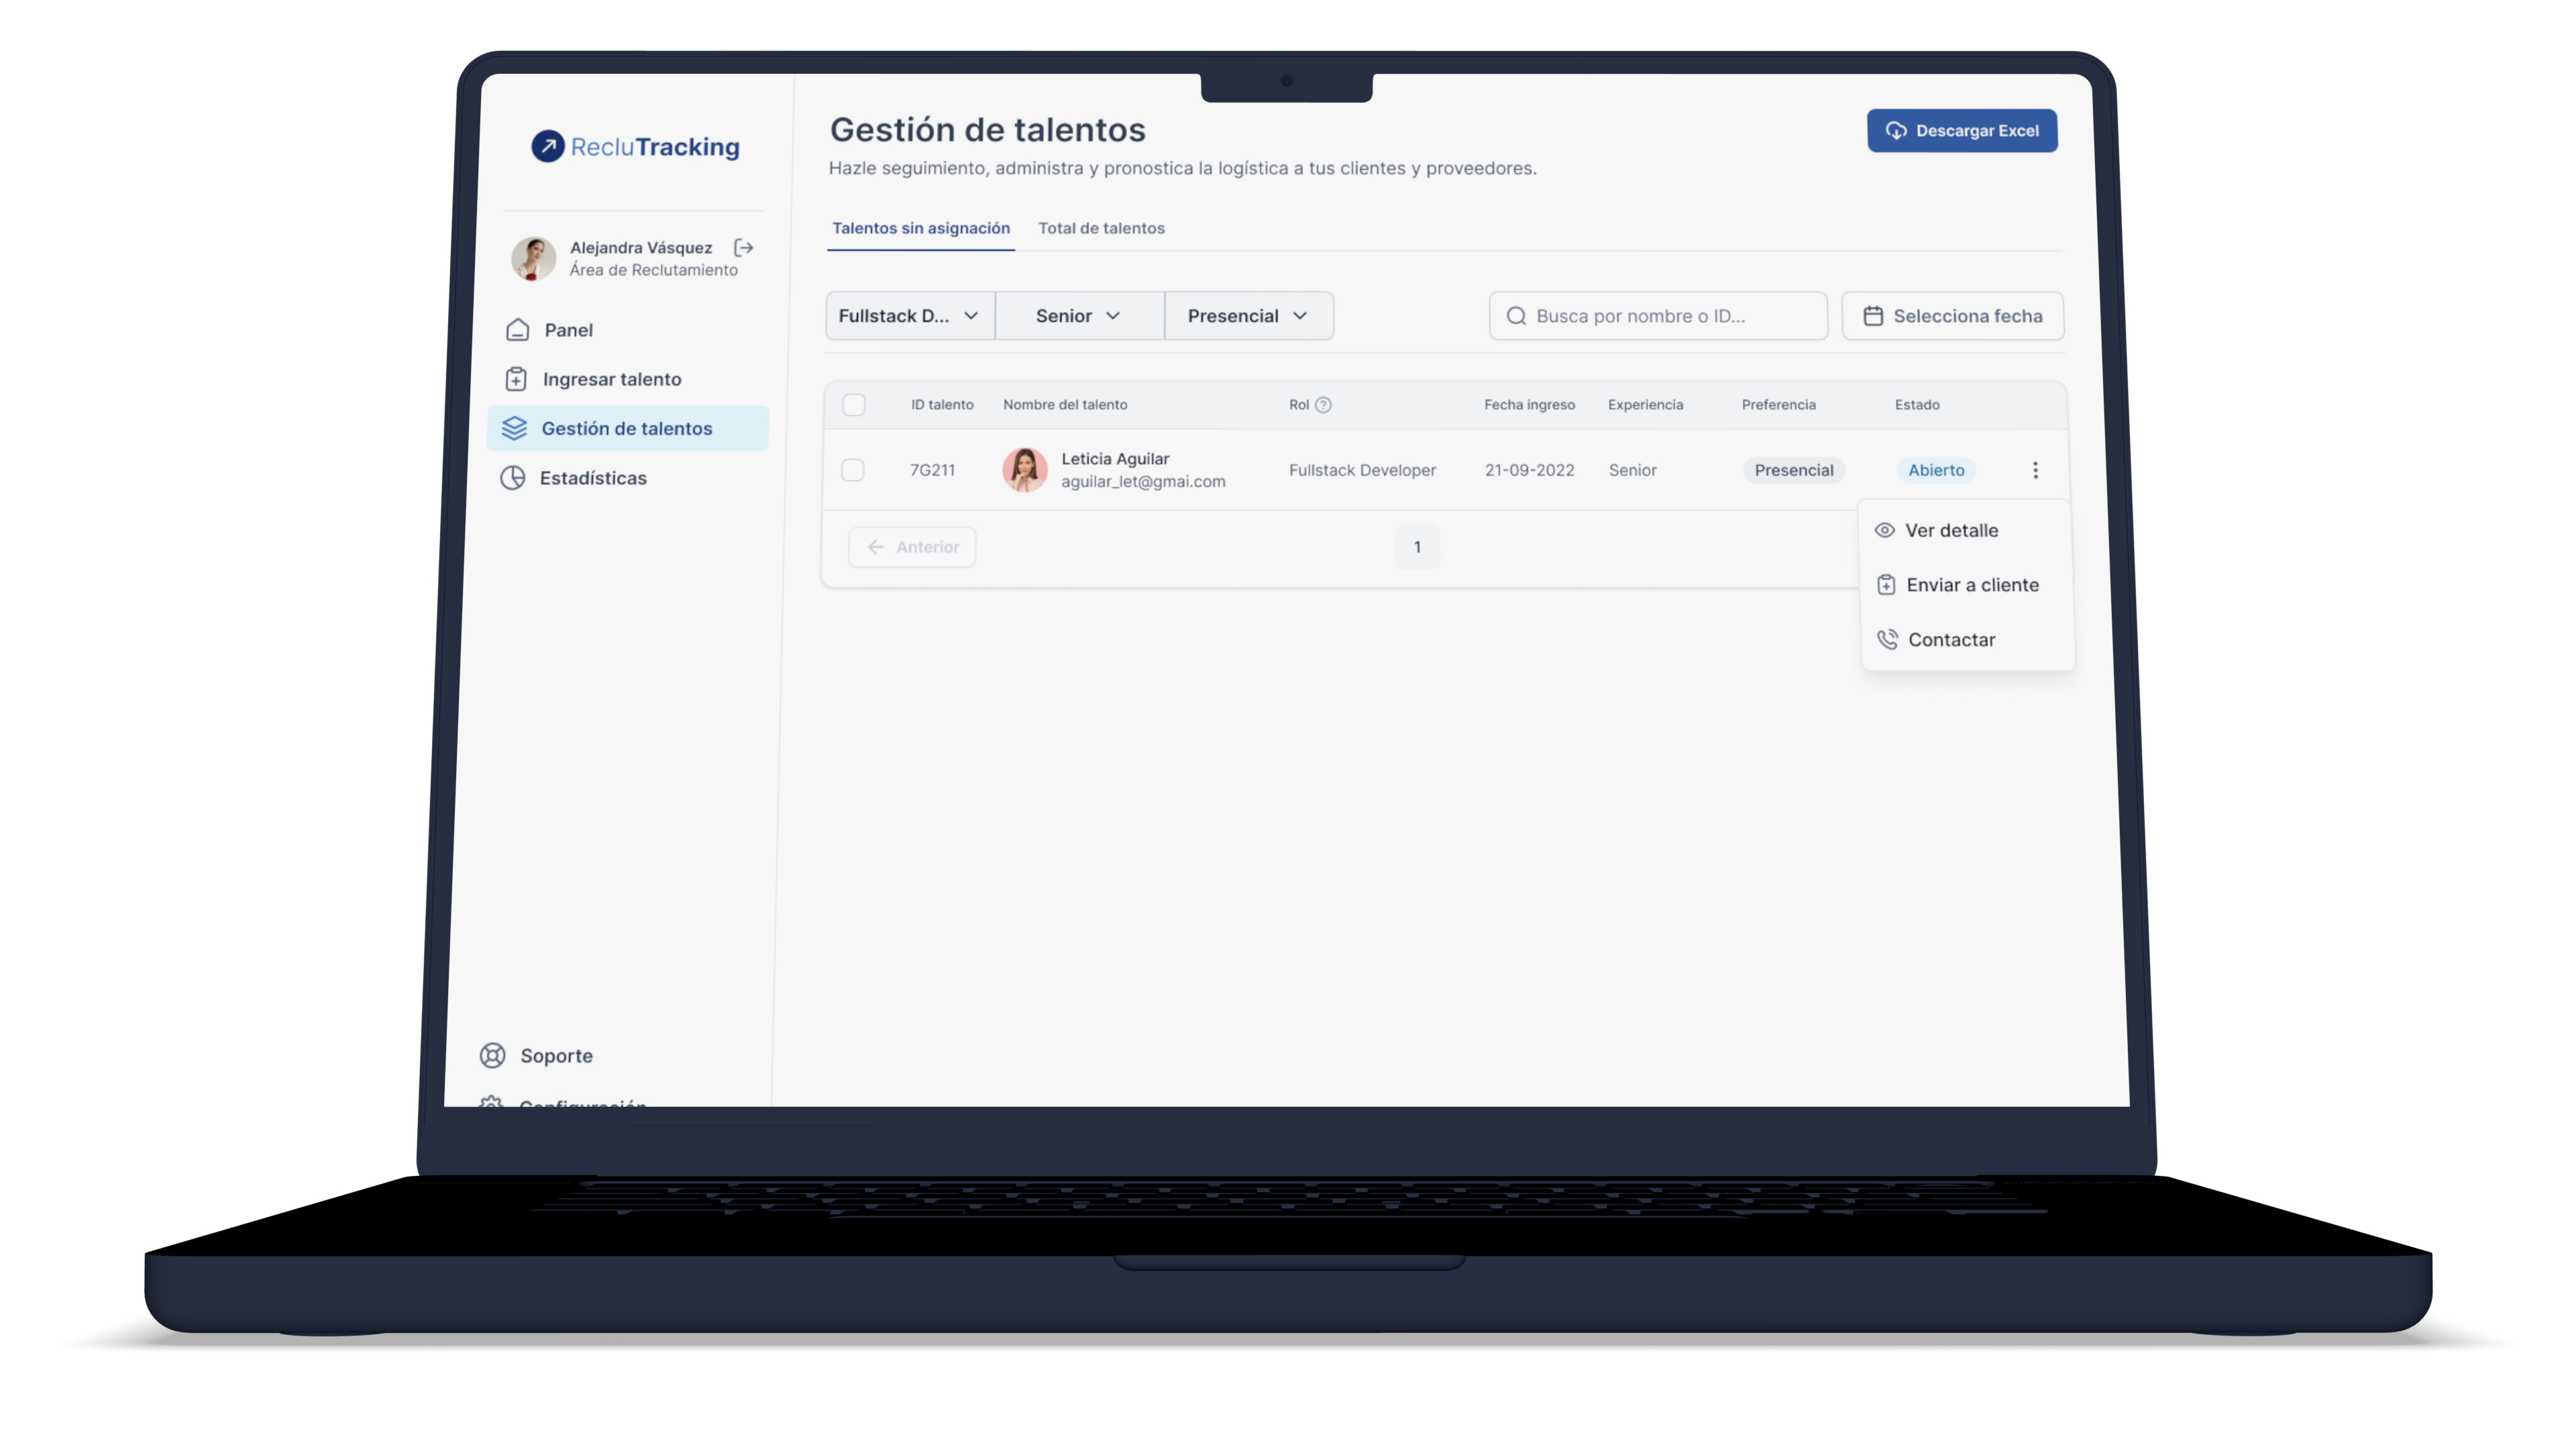 RecluTracking
Alejandra Vásquez
Área de Reclutamiento
Panel
Ingresar talento
Gestión de talentos
Estadísticas
Soporte
Configuración
Gestión de talentos
Descargar Excel
Hazle seguimiento, administra y pronostica la logística a tus clientes y proveedores.
Talentos sin asignación Total de talentos
Fullstack D... Senior Presencial Busca por nombre o ID... Selecciona fecha
ID talento Nombre del talento Rol Fecha ingreso Experiencia Preferencia Estado
7G211 Leticia Aguilar Fullstack Developer 21-09-2022 Senior Presencial Abierto
aguilar_let@gmai.com
Anterior 1
Ver detalle
Enviar a cliente
Contactar